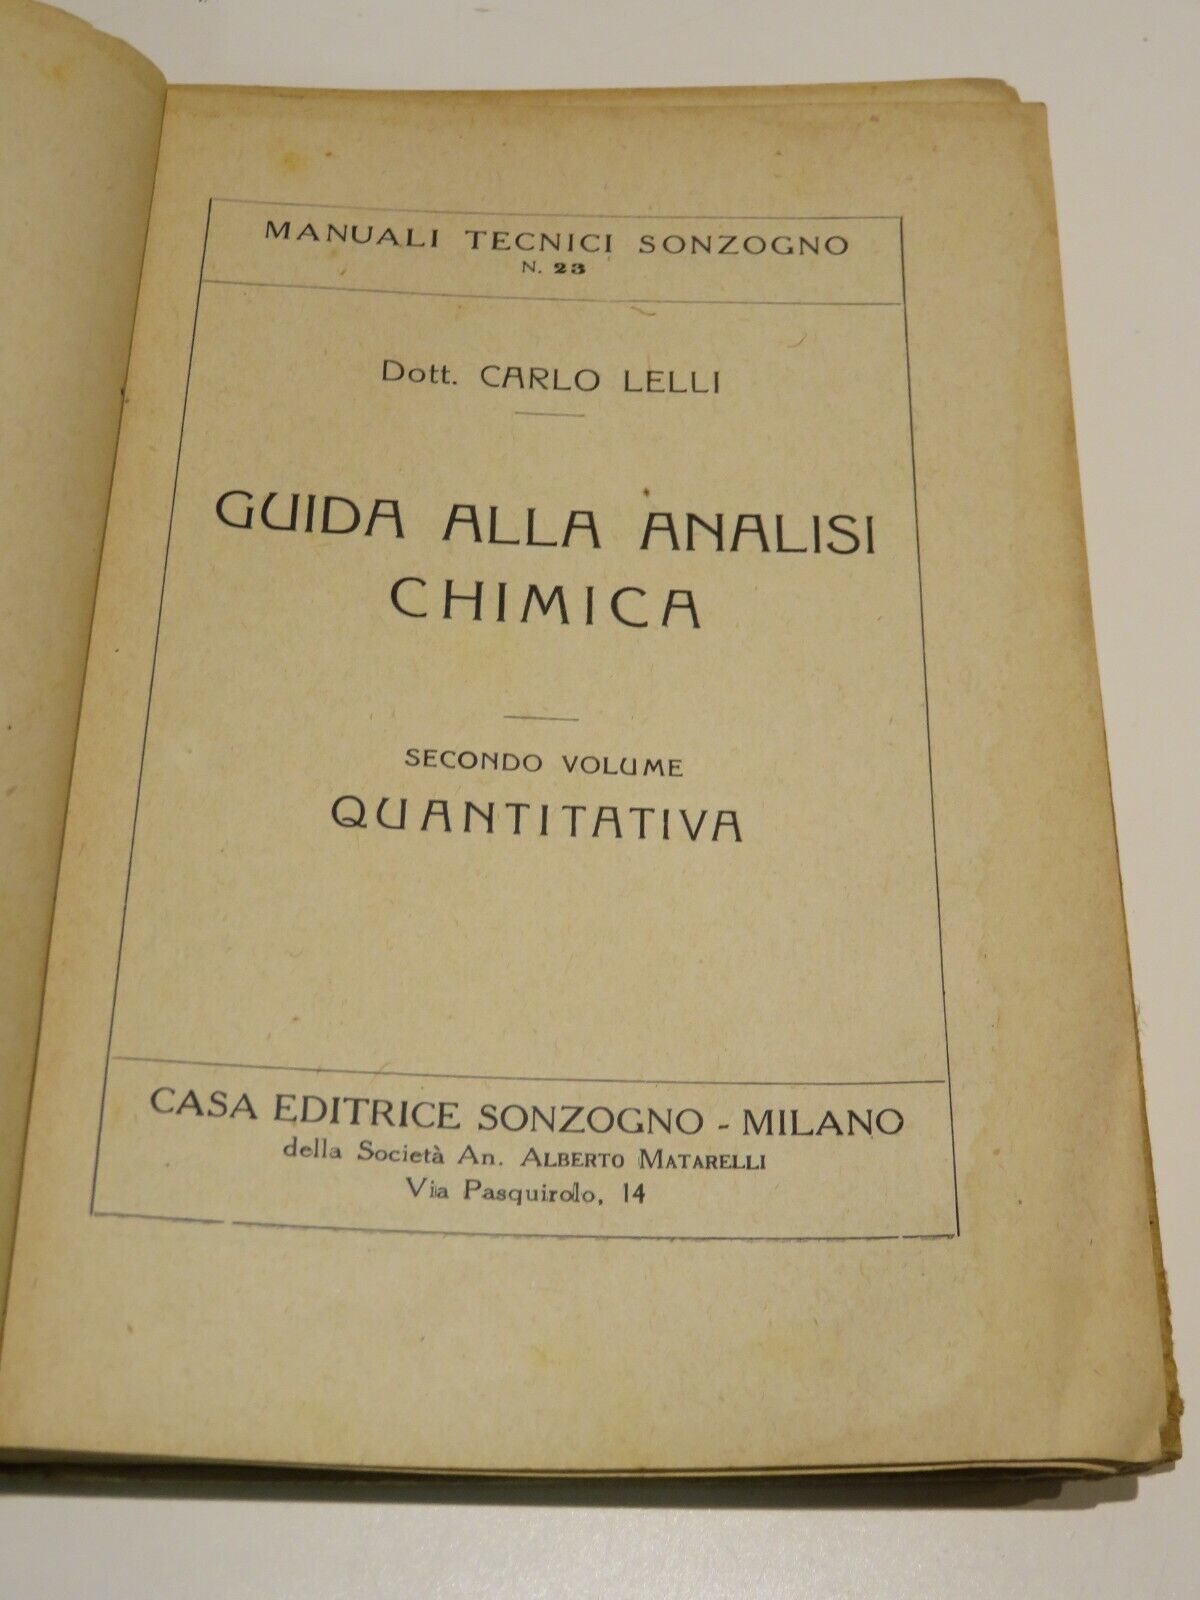 MANUALI TECNICI SONZOGNO
N. 23
Dott. CARLO LELLI
GUIDA ALLA ANALISI
CHIMICA
SECONDO VOLUME
QUANTITATIVA
CASA EDITRICE SONZOGNO - MILANO
della Società An. ALBERTO MATARELLI
Via Pasquirolo, 14